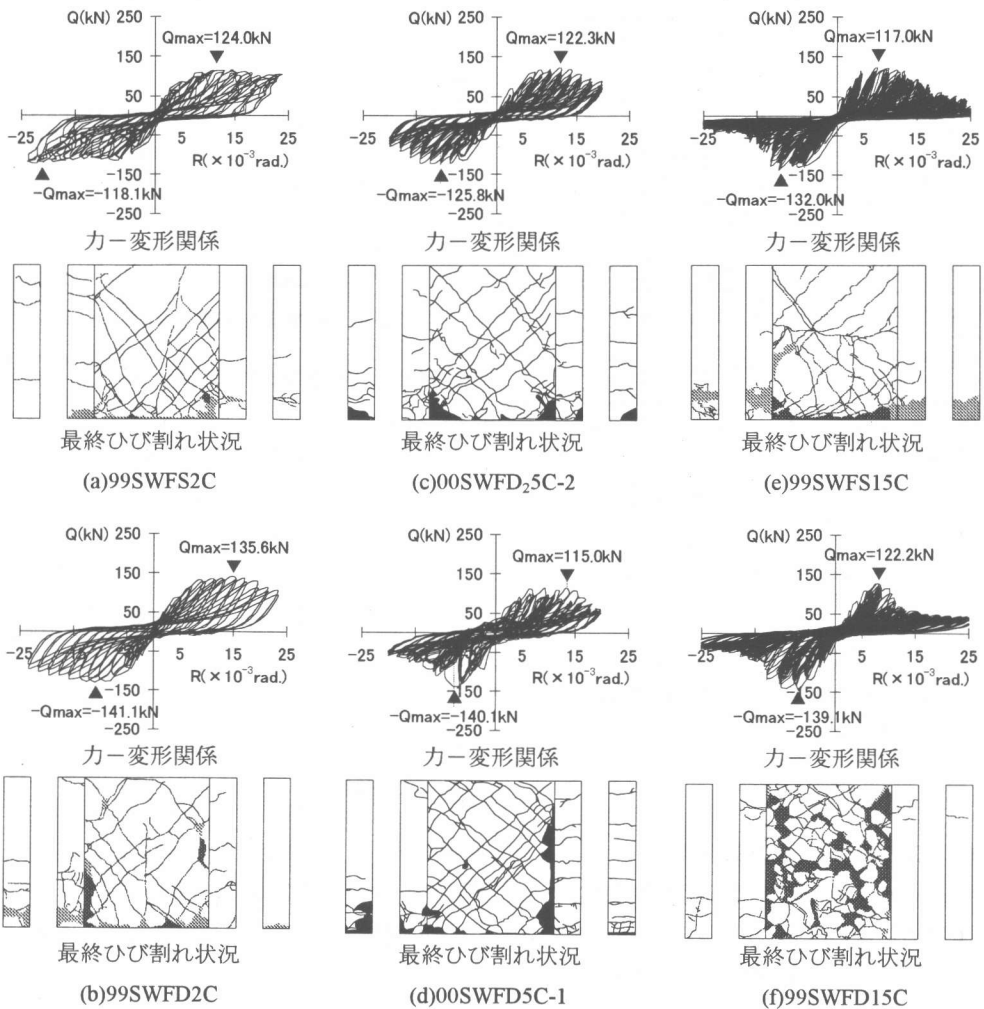 Q(kN) 250
Qmax=124.0kN
150
50
-25
5
15
25
R(×10⁻³rad.)
-150
-Qmax=-118.1kN
-250
力－変形関係
最終ひび割れ状況
(a)99SWFS2C
Q(kN) 250
Qmax=122.3kN
150
50
-25
5
15
25
R(×10⁻³rad.)
-150
-Qmax=-125.8kN
-250
力－変形関係
最終ひび割れ状況
(c)00SWFD₂5C-2
Q(kN) 250
Qmax=117.0kN
150
50
-25
5
15
25
R(×10⁻³rad.)
-150
-Qmax=-132.0kN
-250
力－変形関係
最終ひび割れ状況
(e)99SWFS15C
Q(kN) 250
Qmax=135.6kN
150
50
-25
5
15
25
R(×10⁻³rad.)
-150
-Qmax=-141.1kN
-250
力－変形関係
最終ひび割れ状況
(b)99SWFD2C
Q(kN) 250
Qmax=115.0kN
150
50
-25
5
15
25
R(×10⁻³rad.)
-150
-Qmax=-140.1kN
-250
力－変形関係
最終ひび割れ状況
(d)00SWFD5C-1
Q(kN) 250
Qmax=122.2kN
150
50
-25
5
15
25
R(×10⁻³rad.)
-150
-Qmax=-139.1kN
-250
力－変形関係
最終ひび割れ状況
(f)99SWFD15C